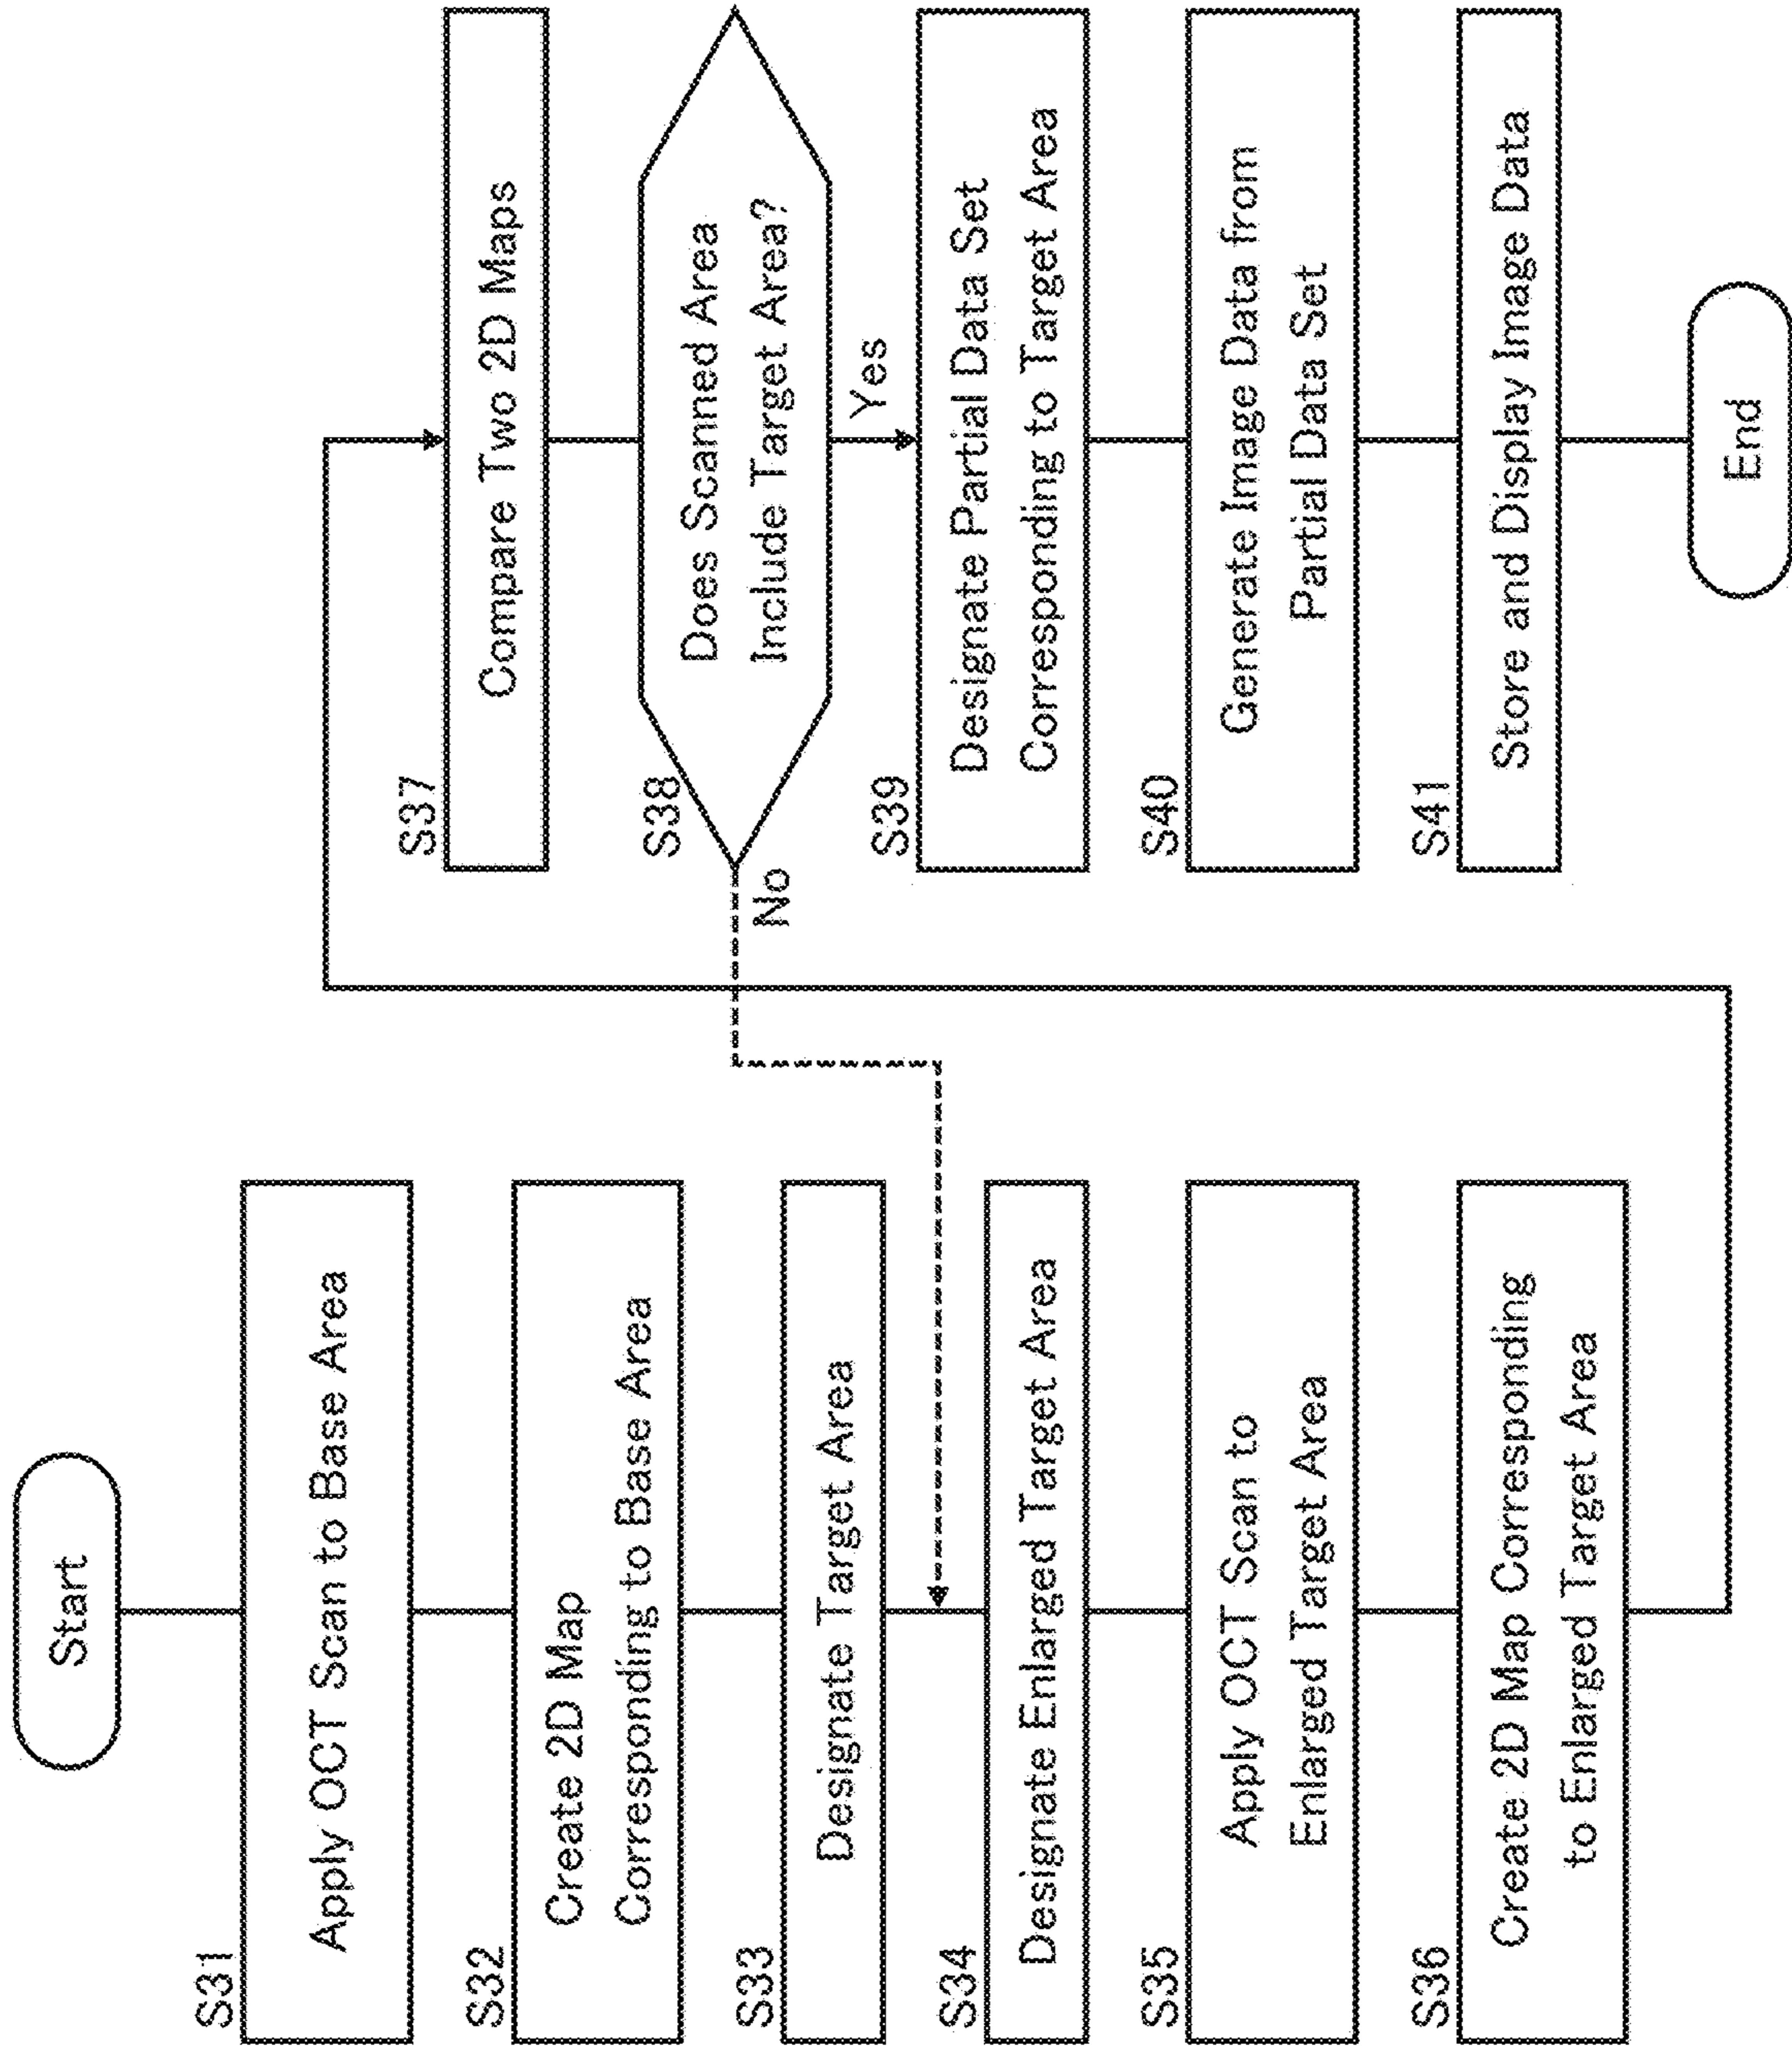 Start
S31
Apply OCT Scan to Base Area
S32
Create 2D Map
Corresponding to Base Area
S33
Designate Target Area
S34
Designate Enlarged Target Area
S35
Apply OCT Scan to
Enlarged Target Area
S36
Create 2D Map Corresponding
to Enlarged Target Area
S37
Compare Two 2D Maps
S38
Does Scanned Area
Include Target Area?
No
Yes
S39
Designate Partial Data Set
Corresponding to Target Area
S40
Generate Image Data from
Partial Data Set
S41
Store and Display Image Data
End